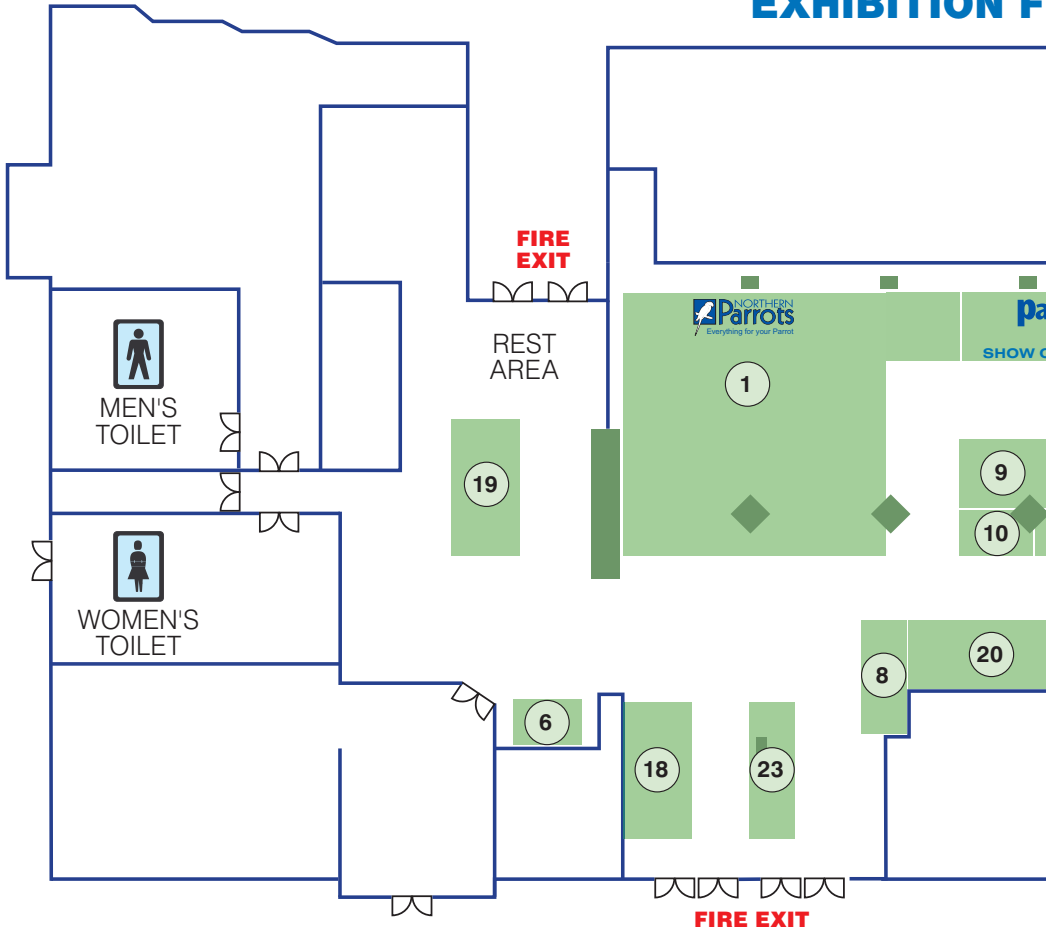 EXHIBITION F
FIRE
EXIT
NORTHERN
Parrots
Everything for your Parrot
pa
SHOW
REST
AREA
1
MEN'S
TOILET
19
9
10
WOMEN'S
TOILET
8
20
6
18
23
FIRE EXIT